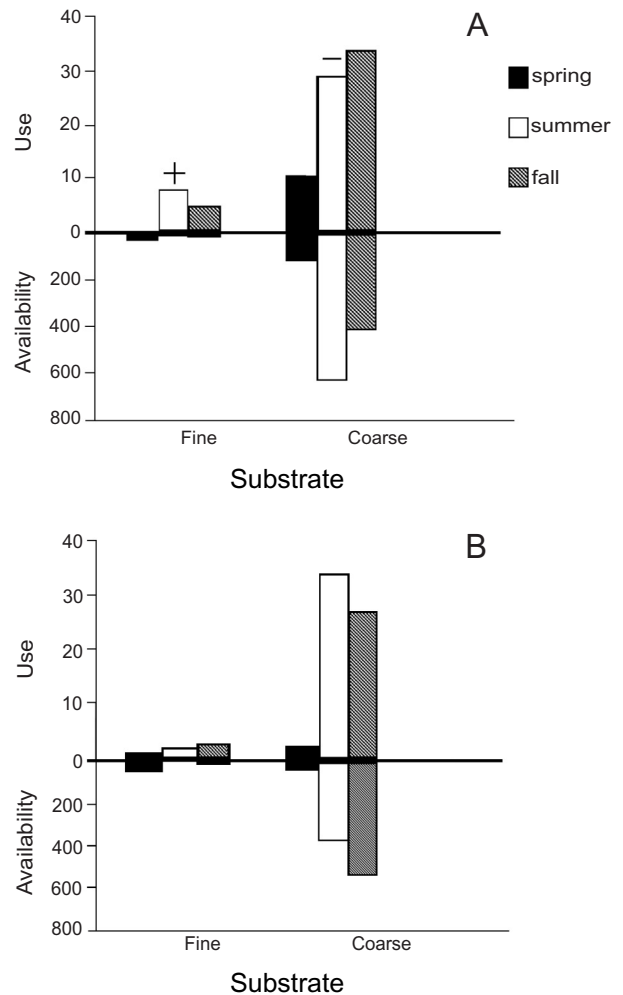 A
40
30
20
10
0
200
400
600
800
Use
Availability
+
−
spring
summer
fall
Fine Coarse
Substrate
B
40
30
20
10
0
200
400
600
800
Use
Availability
Fine Coarse
Substrate